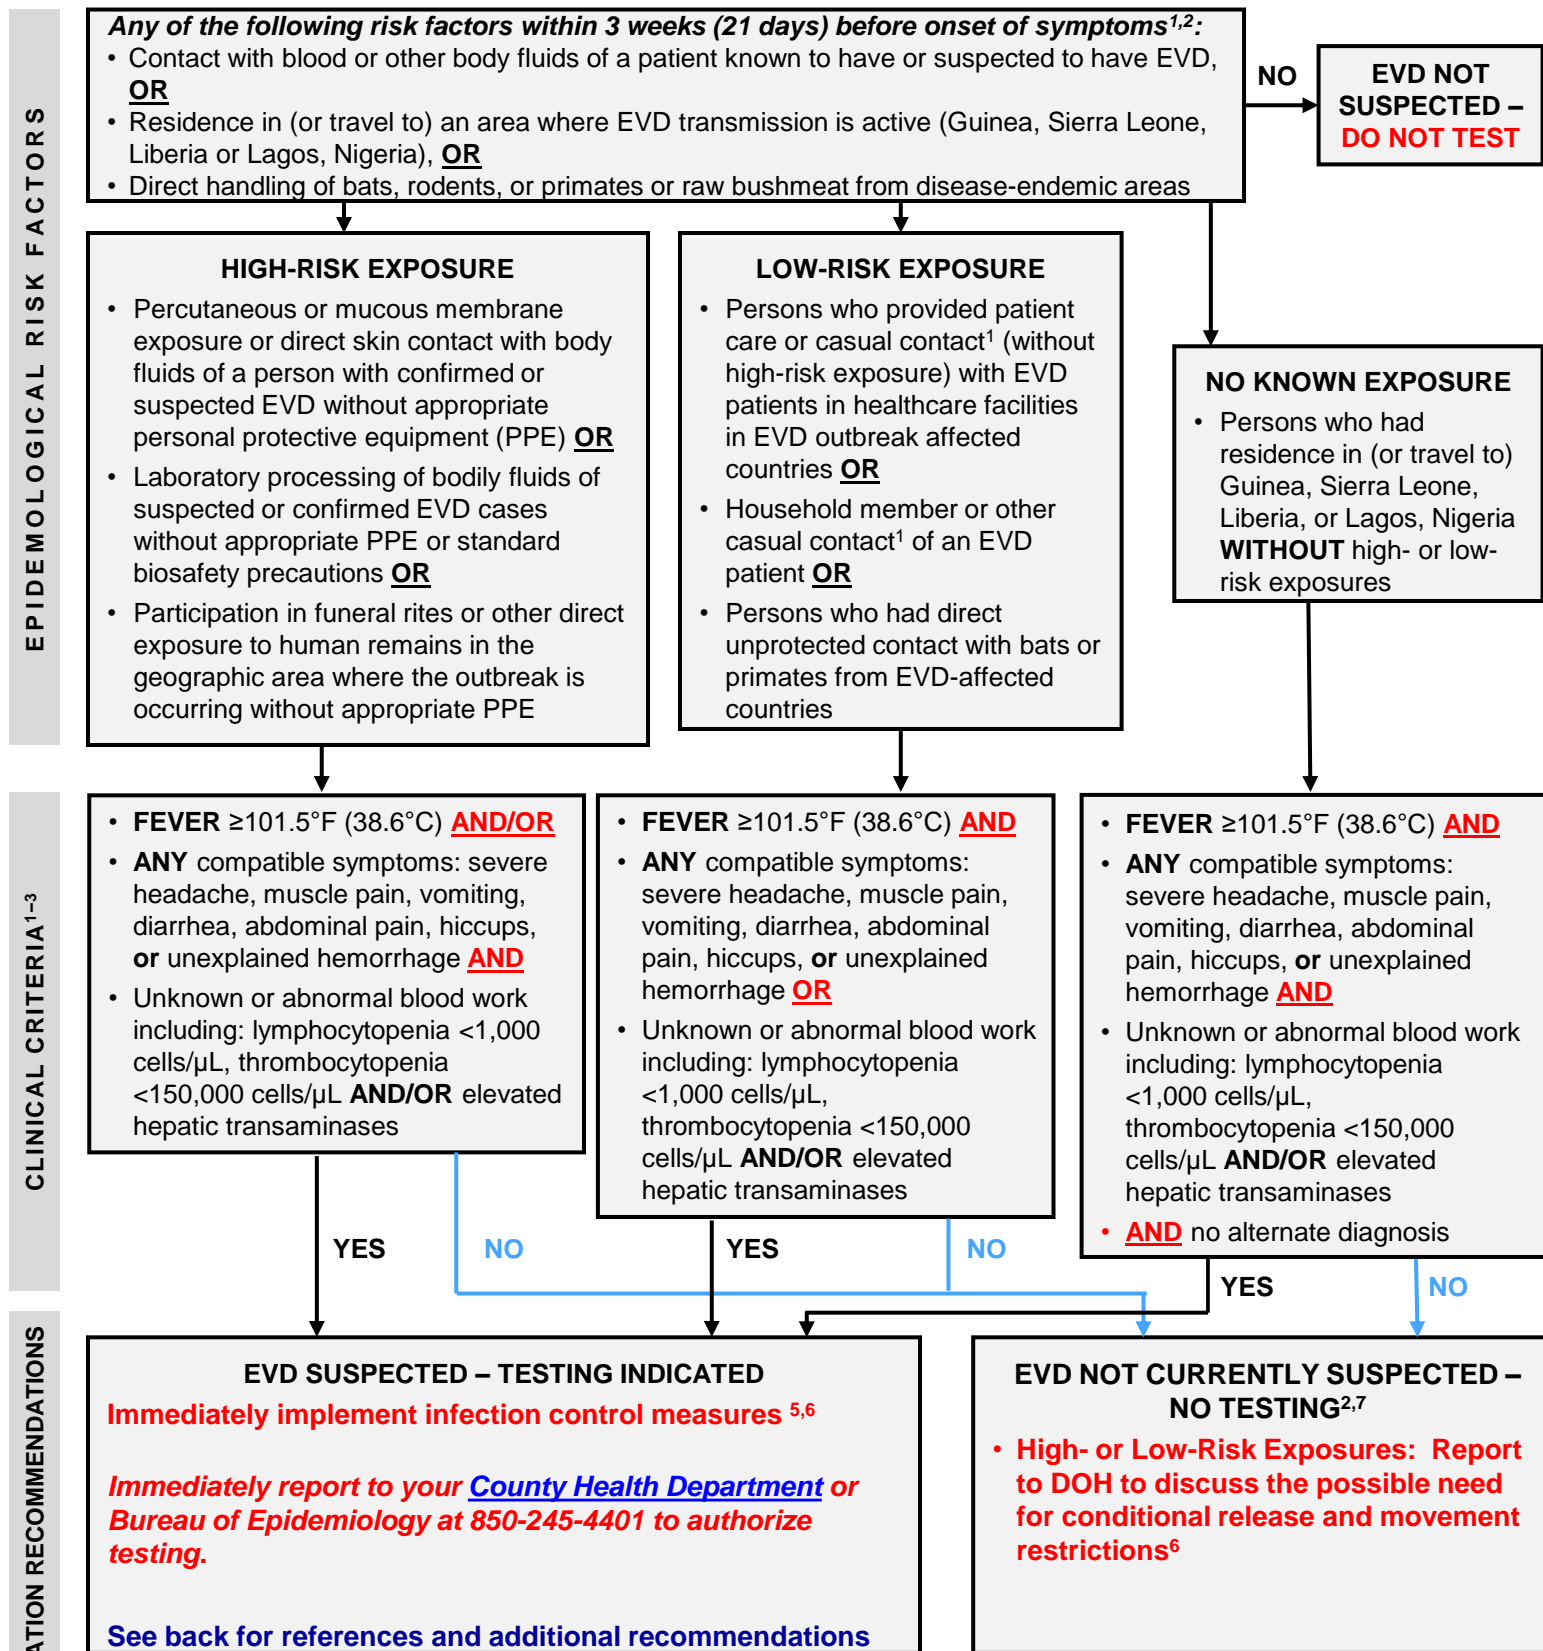 EPIDEMOLOGICAL RISK FACTORS
Any of the following risk factors within 3 weeks (21 days) before onset of symptoms1,2:
• Contact with blood or other body fluids of a patient known to have or suspected to have EVD,
OR
• Residence in (or travel to) an area where EVD transmission is active (Guinea, Sierra Leone,
Liberia or Lagos, Nigeria), OR
• Direct handling of bats, rodents, or primates or raw bushmeat from disease-endemic areas
NO
EVD NOT
SUSPECTED –
DO NOT TEST
HIGH-RISK EXPOSURE
• Percutaneous or mucous membrane
exposure or direct skin contact with body
fluids of a person with confirmed or
suspected EVD without appropriate
personal protective equipment (PPE) OR
• Laboratory processing of bodily fluids of
suspected or confirmed EVD cases
without appropriate PPE or standard
biosafety precautions OR
• Participation in funeral rites or other direct
exposure to human remains in the
geographic area where the outbreak is
occurring without appropriate PPE
LOW-RISK EXPOSURE
• Persons who provided patient
care or casual contact1 (without
high-risk exposure) with EVD
patients in healthcare facilities
in EVD outbreak affected
countries OR
• Household member or other
casual contact1 of an EVD
patient OR
• Persons who had direct
unprotected contact with bats or
primates from EVD-affected
countries
NO KNOWN EXPOSURE
• Persons who had
residence in (or travel to)
Guinea, Sierra Leone,
Liberia, or Lagos, Nigeria
WITHOUT high- or low-
risk exposures
CLINICAL CRITERIA1–3
• FEVER ≥101.5°F (38.6°C) AND/OR
• ANY compatible symptoms: severe
headache, muscle pain, vomiting,
diarrhea, abdominal pain, hiccups,
or unexplained hemorrhage AND
• Unknown or abnormal blood work
including: lymphocytopenia <1,000
cells/µL, thrombocytopenia
<150,000 cells/µL AND/OR elevated
hepatic transaminases
• FEVER ≥101.5°F (38.6°C) AND
• ANY compatible symptoms:
severe headache, muscle pain,
vomiting, diarrhea, abdominal
pain, hiccups, or unexplained
hemorrhage OR
• Unknown or abnormal blood work
including: lymphocytopenia
<1,000 cells/µL,
thrombocytopenia <150,000
cells/µL AND/OR elevated
hepatic transaminases
• FEVER ≥101.5°F (38.6°C) AND
• ANY compatible symptoms:
severe headache, muscle pain,
vomiting, diarrhea, abdominal
pain, hiccups, or unexplained
hemorrhage AND
• Unknown or abnormal blood work
including: lymphocytopenia
<1,000 cells/µL,
thrombocytopenia <150,000
cells/µL AND/OR elevated
hepatic transaminases
• AND no alternate diagnosis
YES
NO
YES
NO
YES
NO
ATION RECOMMENDATIONS
EVD SUSPECTED – TESTING INDICATED
Immediately implement infection control measures 5,6
Immediately report to your County Health Department or
Bureau of Epidemiology at 850-245-4401 to authorize
testing.
See back for references and additional recommendations
EVD NOT CURRENTLY SUSPECTED –
NO TESTING2,7
• High- or Low-Risk Exposures: Report
to DOH to discuss the possible need
for conditional release and movement
restrictions6